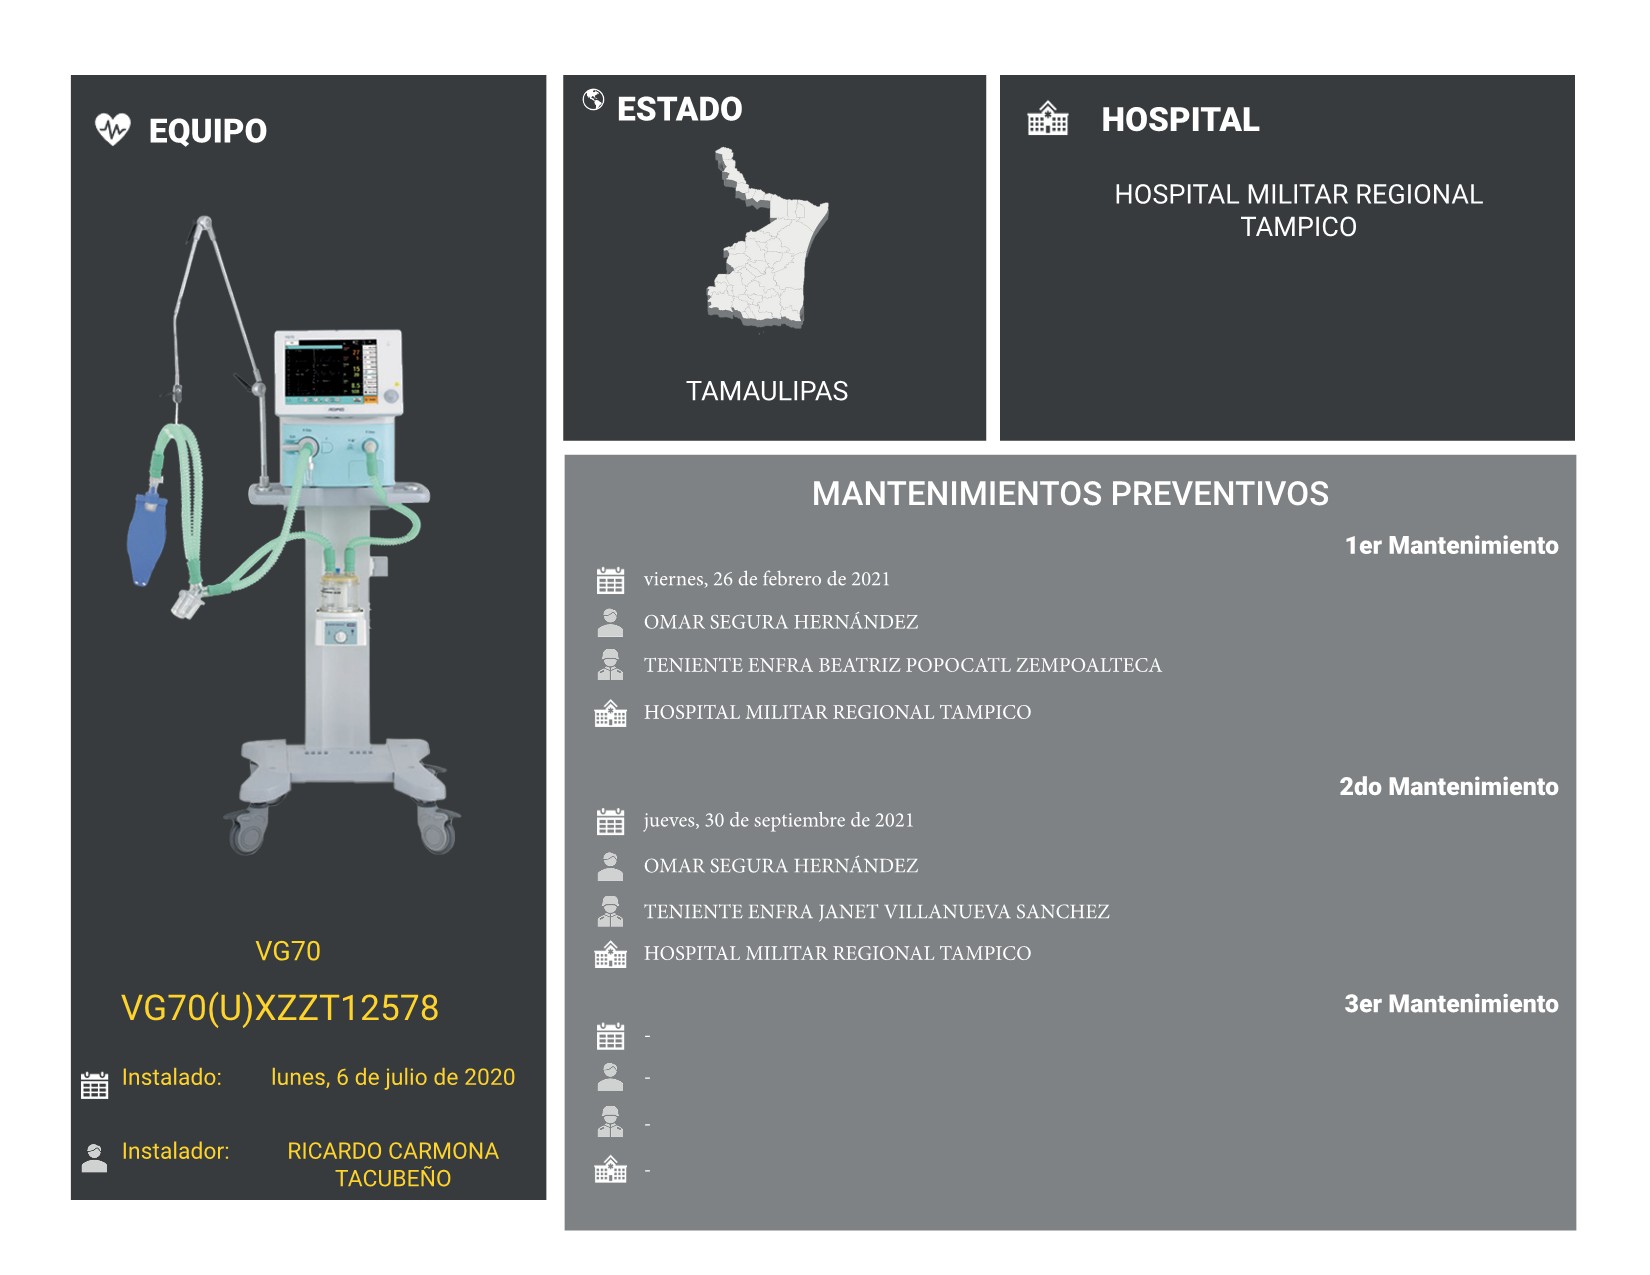 EQUIPO
VG70
VG70(U)XZZT12578
Instalado: lunes, 6 de julio de 2020
Instalador: RICARDO CARMONA
TACUBEÑO
ESTADO
TAMAULIPAS
HOSPITAL
HOSPITAL MILITAR REGIONAL
TAMPICO
MANTENIMIENTOS PREVENTIVOS
1er Mantenimiento
viernes, 26 de febrero de 2021
OMAR SEGURA HERNÁNDEZ
TENIENTE ENFRA BEATRIZ POPOCATL ZEMPOALTECA
HOSPITAL MILITAR REGIONAL TAMPICO
2do Mantenimiento
jueves, 30 de septiembre de 2021
OMAR SEGURA HERNÁNDEZ
TENIENTE ENFRA JANET VILLANUEVA SANCHEZ
HOSPITAL MILITAR REGIONAL TAMPICO
3er Mantenimiento
-
-
-
-